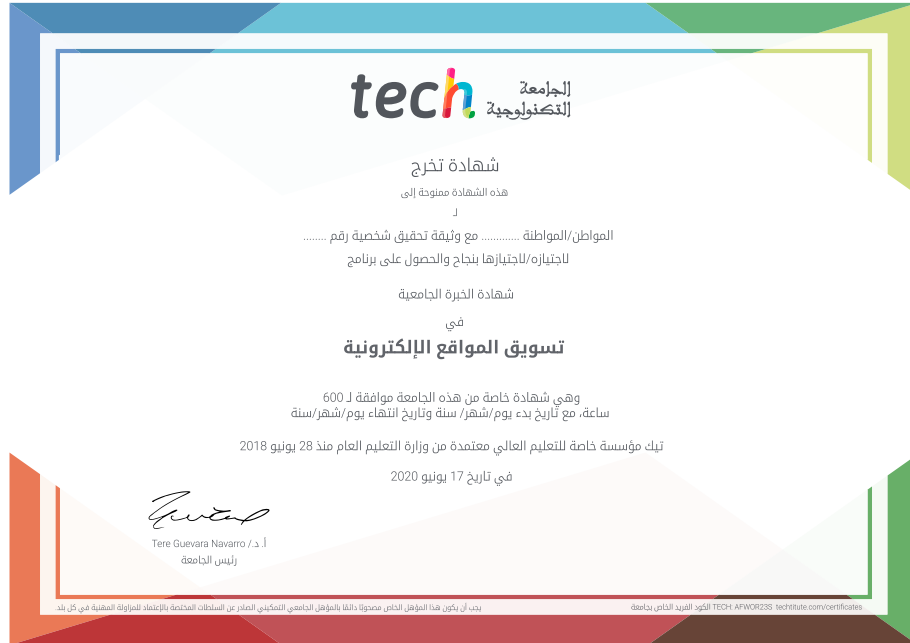 tech الجامعة
التكنولوجية
شهادة تخرج
هذه الشهادة ممنوحة إلى
لـ
المواطن/المواطنة ............. مع وثيقة تحقيق شخصية رقم ........
لاجتيازه/لاجتيازها بنجاح والحصول على برنامج
شهادة الخبرة الجامعية
في
تسويق المواقع الإلكترونية
وهي شهادة خاصة من هذه الجامعة موافقة لـ 600
ساعة، مع تاريخ بدء يوم/شهر/ سنة وتاريخ انتهاء يوم/شهر/سنة
تيك مؤسسة خاصة للتعليم العالي معتمدة من وزارة التعليم العام منذ 28 يونيو 2018
في تاريخ 17 يونيو 2020
أ. د./ Tere Guevara Navarro
رئيس الجامعة
يجب أن يكون هذا المؤهل الخاص مصحوبًا دائمًا بالمؤهل الجامعي التمكيني الصادر عن السلطات المختصة بالإعتماد للمزاولة المهنية في كل بلد.
الكود الفريد الخاص بجامعة TECH: AFWOR23S techtitute.com/certificates